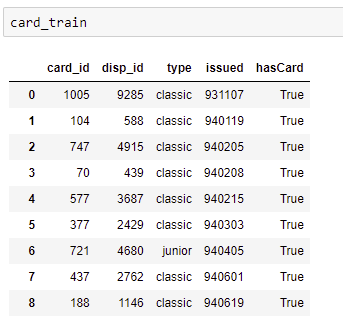 card_train
card_id disp_id type issued hasCard
0 1005 9285 classic 931107 True
1 104 588 classic 940119 True
2 747 4915 classic 940205 True
3 70 439 classic 940208 True
4 577 3687 classic 940215 True
5 377 2429 classic 940303 True
6 721 4680 junior 940405 True
7 437 2762 classic 940601 True
8 188 1146 classic 940619 True